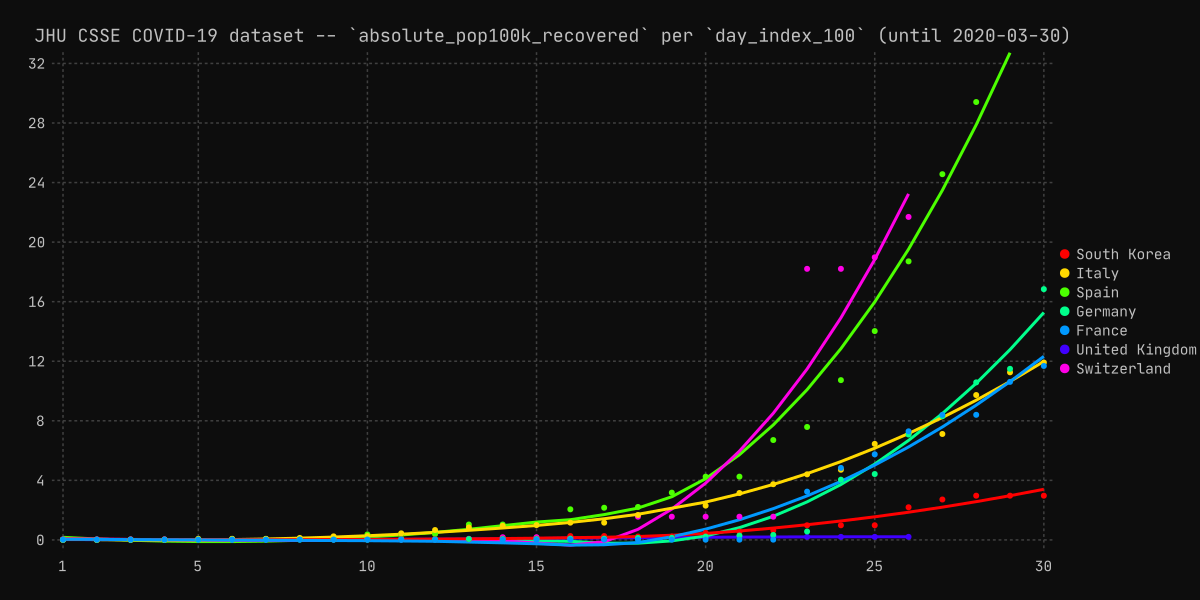 JHU CSSE COVID-19 dataset -- `absolute_pop100k_recovered` per `day_index_100` (until 2020-03-30)
32
28
24
20
16
12
8
4
0
1 5 10 15 20 25 30
South Korea
Italy
Spain
Germany
France
United Kingdom
Switzerland